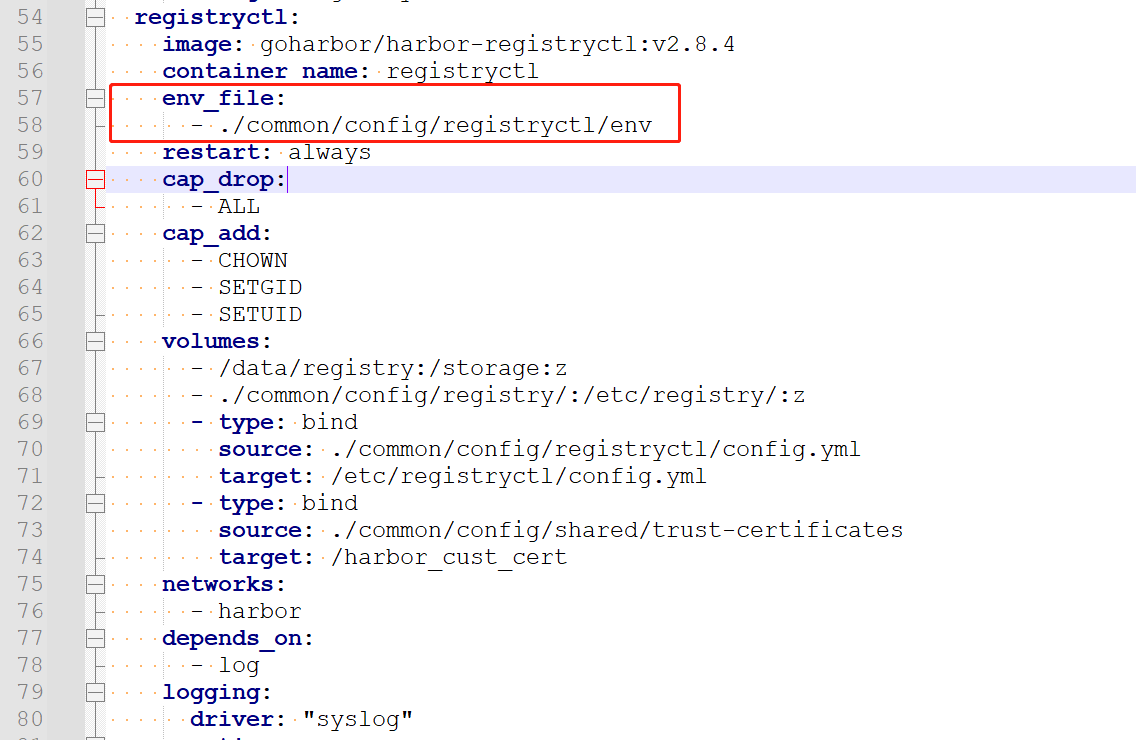 54 registryctl:
55 image: goharbor/harbor-registryctl:v2.8.4
56 container_name: registryctl
57 env_file:
58 - ./common/config/registryctl/env
59 restart: always
60 cap_drop:
61 - ALL
62 cap_add:
63 - CHOWN
64 - SETGID
65 - SETUID
66 volumes:
67 - /data/registry:/storage:z
68 - ./common/config/registry/:/etc/registry/:z
69 - type: bind
70 source: ./common/config/registryctl/config.yml
71 target: /etc/registryctl/config.yml
72 - type: bind
73 source: ./common/config/shared/trust-certificates
74 target: /harbor_cust_cert
75 networks:
76 - harbor
77 depends_on:
78 - log
79 logging:
80 driver: "syslog"